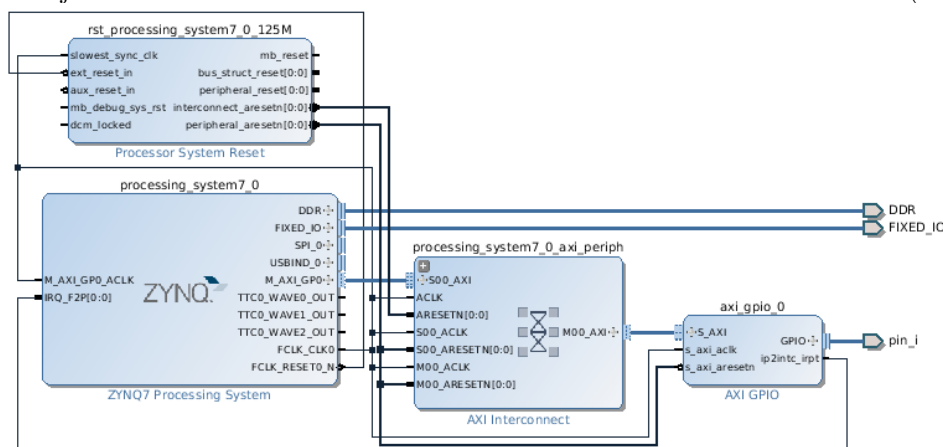 rst_processing_system7_0_125M
slowest_sync_clk mb_reset
ext_reset_in bus_struct_reset[0:0]
aux_reset_in peripheral_reset[0:0]
mb_debug_sys_rst interconnect_aresetn[0:0]
dcm_locked peripheral_aresetn[0:0]
Processor System Reset
processing_system7_0
DDR
FIXED_IO
SPI_0
USBIND_0
M_AXI_GP0_ACLK M_AXI_GP0
IRQ_F2P[0:0] TTC0_WAVE0_OUT
TTC0_WAVE1_OUT
TTC0_WAVE2_OUT
FCLK_CLK0
FCLK_RESET0_N
ZYNQ
ZYNQ7 Processing System
DDR
FIXED_IO
processing_system7_0_axi_periph
S00_AXI
ACLK
ARESETN[0:0]
S00_ACLK M00_AXI
S00_ARESETN[0:0]
M00_ACLK
M00_ARESETN[0:0]
AXI Interconnect
axi_gpio_0
S_AXI GPIO
s_axi_aclk ip2intc_irpt
s_axi_aresetn
AXI GPIO
pin_i